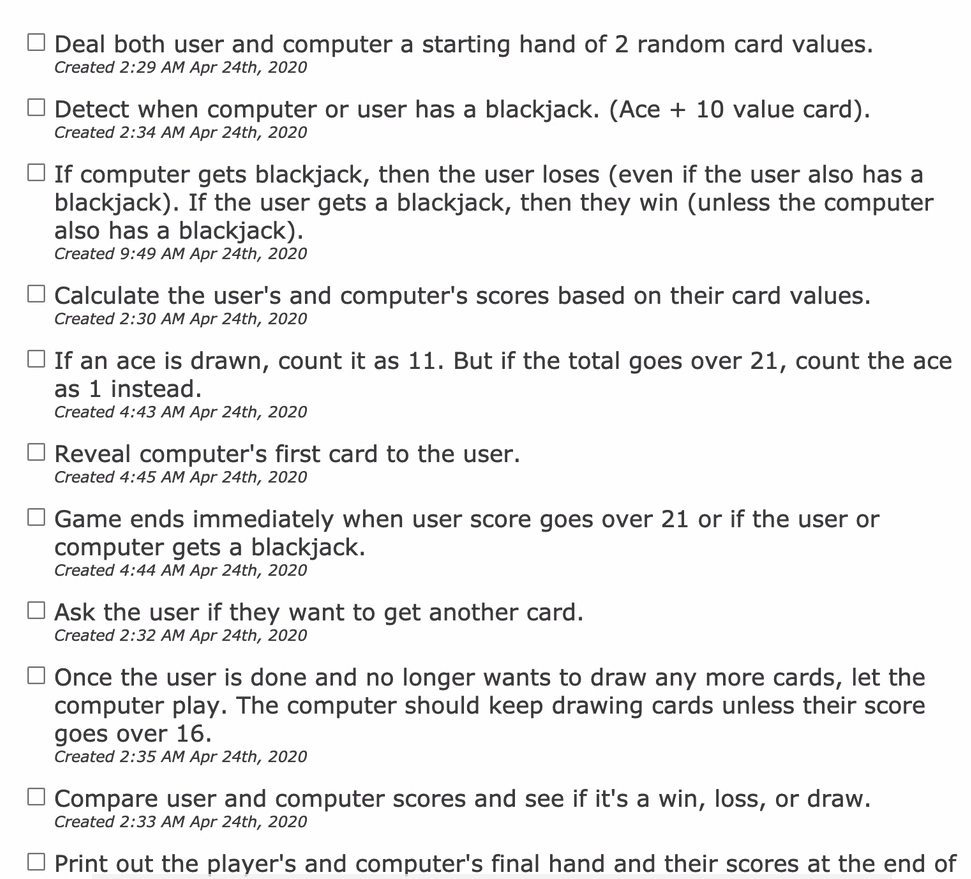 Deal both user and computer a starting hand of 2 random card values.
Created 2:29 AM Apr 24th, 2020
Detect when computer or user has a blackjack. (Ace + 10 value card).
Created 2:34 AM Apr 24th, 2020
If computer gets blackjack, then the user loses (even if the user also has a
blackjack). If the user gets a blackjack, then they win (unless the computer
also has a blackjack).
Created 9:49 AM Apr 24th, 2020
Calculate the user's and computer's scores based on their card values.
Created 2:30 AM Apr 24th, 2020
If an ace is drawn, count it as 11. But if the total goes over 21, count the ace
as 1 instead.
Created 4:43 AM Apr 24th, 2020
Reveal computer's first card to the user.
Created 4:45 AM Apr 24th, 2020
Game ends immediately when user score goes over 21 or if the user or
computer gets a blackjack.
Created 4:44 AM Apr 24th, 2020
Ask the user if they want to get another card.
Created 2:32 AM Apr 24th, 2020
Once the user is done and no longer wants to draw any more cards, let the
computer play. The computer should keep drawing cards unless their score
goes over 16.
Created 2:35 AM Apr 24th, 2020
Compare user and computer scores and see if it's a win, loss, or draw.
Created 2:33 AM Apr 24th, 2020
Print out the player's and computer's final hand and their scores at the end of